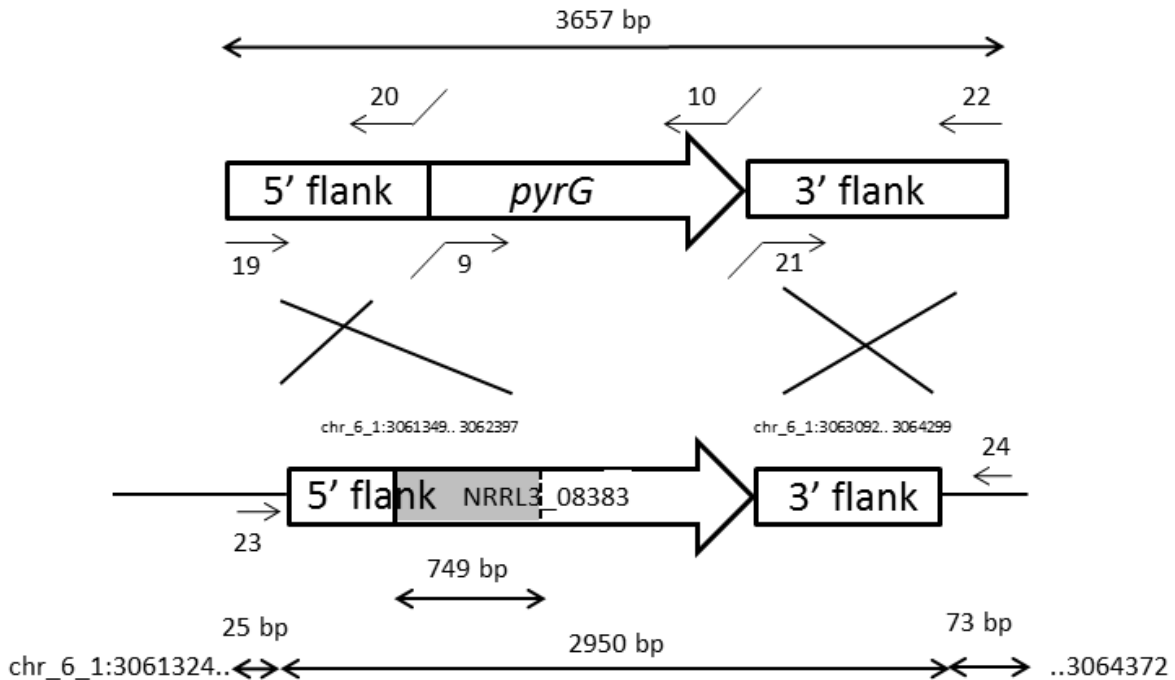 3657 bp
20
10
22
5’ flank
pyrG
3’ flank
19
9
21
chr_6_1:3061349.. 3062397
chr_6_1:3063092.. 3064299
24
5’ flank
NRRL3_08383
3’ flank
23
749 bp
25 bp
2950 bp
73 bp
chr_6_1:3061324..
..3064372